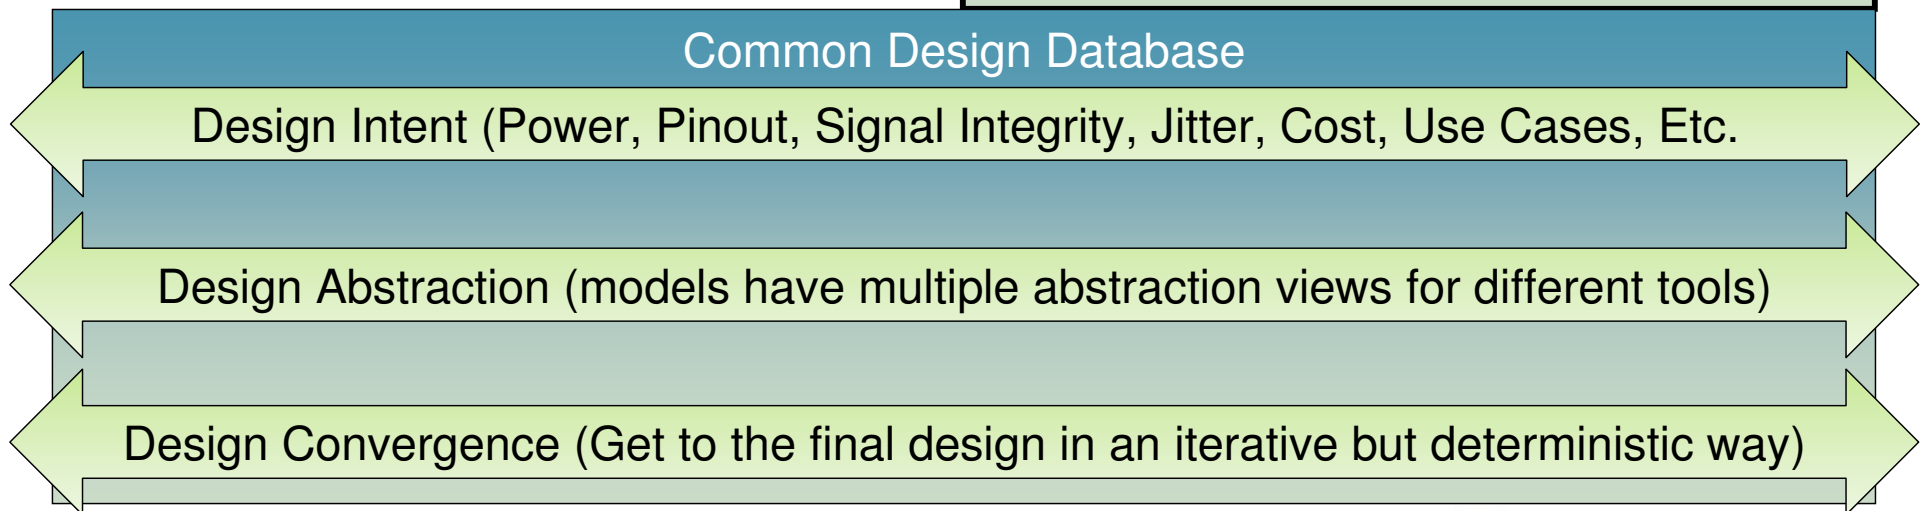 Common Design Database
Design Intent (Power, Pinout, Signal Integrity, Jitter, Cost, Use Cases, Etc.
Design Abstraction (models have multiple abstraction views for different tools)
Design Convergence (Get to the final design in an iterative but deterministic way)